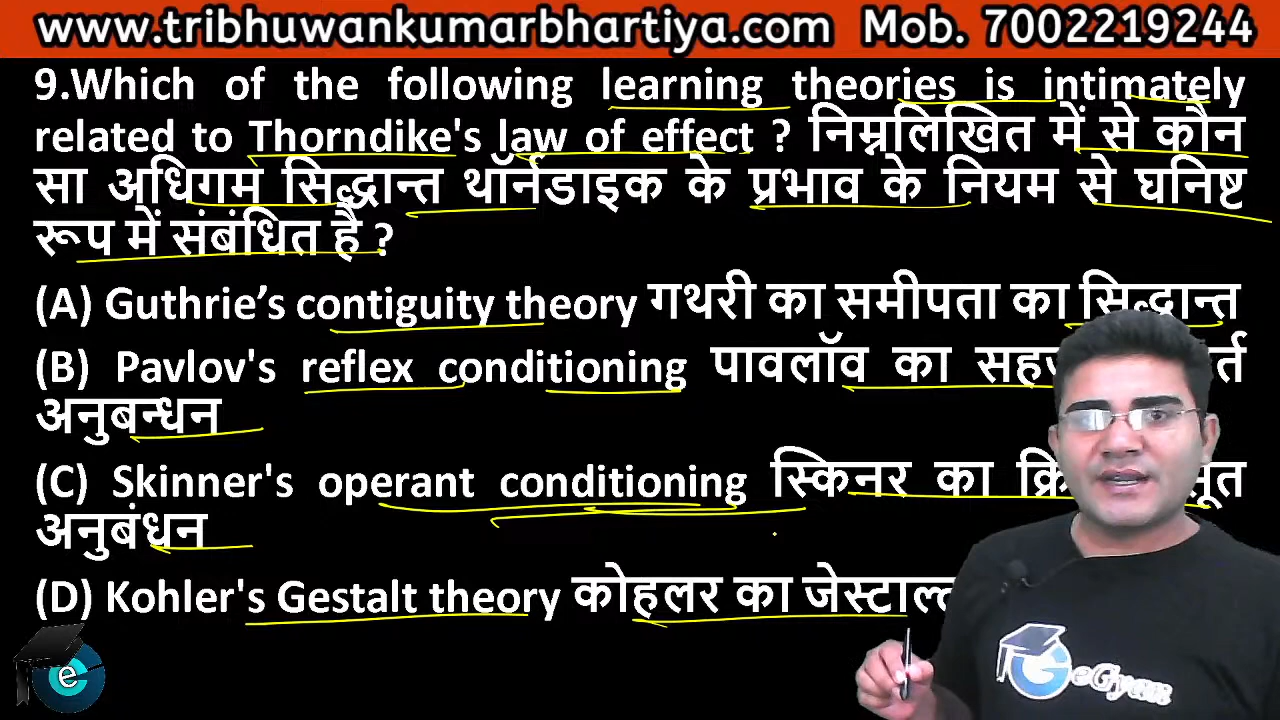 www.tribhuwankumarbhartiya.com Mob. 7002219244
9.Which of the following learning theories is intimately
related to Thorndike's law of effect ? निम्नलिखित में से कौन
सा अधिगम सिद्धान्त थॉर्नडाइक के प्रभाव के नियम से घनिष्ट
रूप में संबंधित है ?
(A) Guthrie’s contiguity theory गथरी का समीपता का सिद्धान्त
(B) Pavlov's reflex conditioning पावलॉव का
अनुबन्धन
(C) Skinner's operant conditioning स्किनर का
अनुबंधन
(D) Kohler's Gestalt theory कोहलर का
e
eGyan